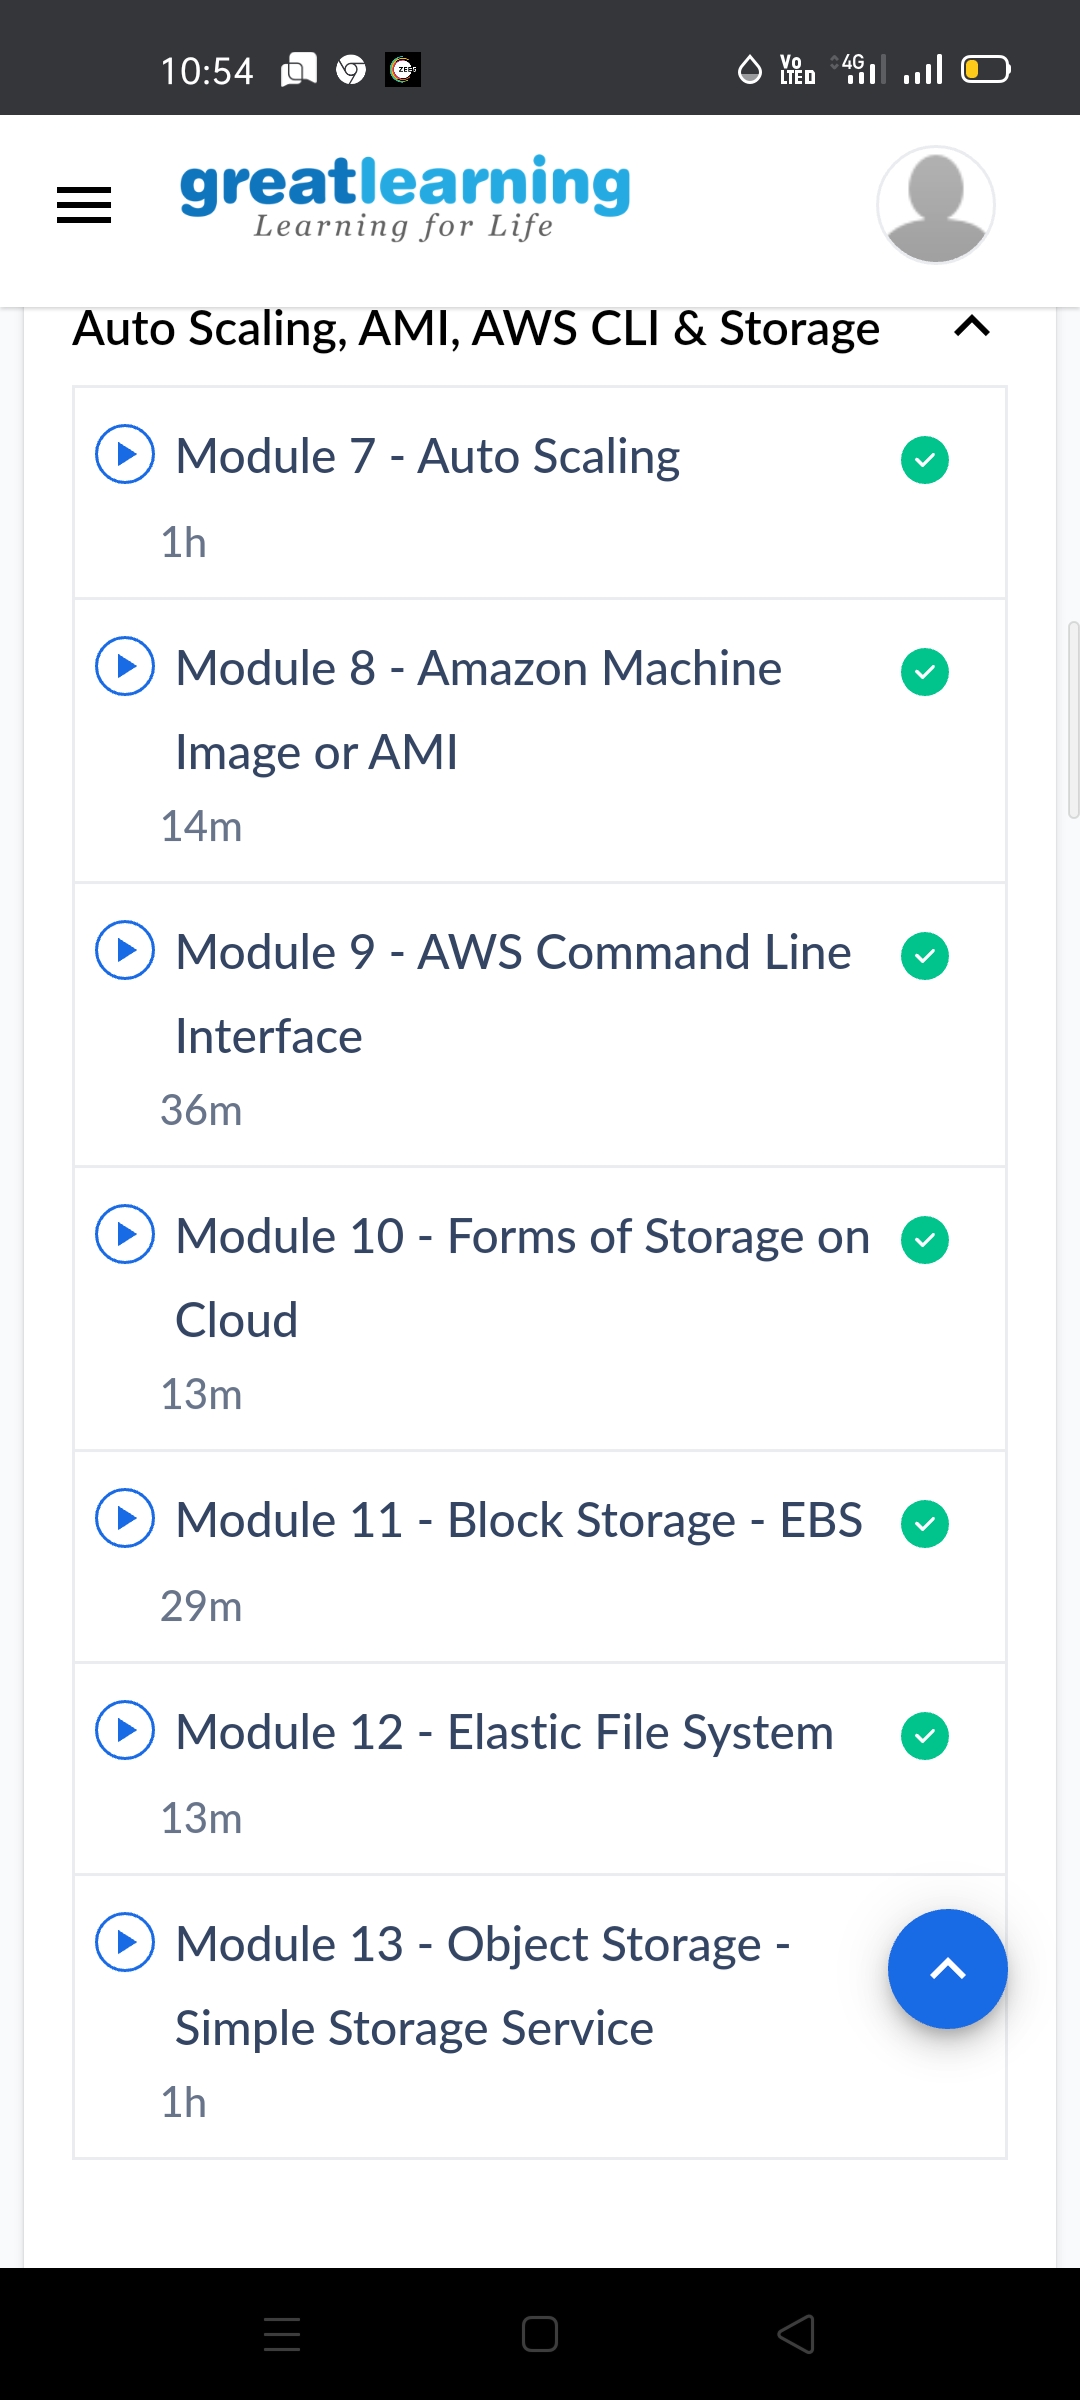 10:54
Vo LTE D 4G
greatlearning
Learning for Life
Auto Scaling, AMI, AWS CLI & Storage
Module 7 - Auto Scaling
1h
Module 8 - Amazon Machine
Image or AMI
14m
Module 9 - AWS Command Line
Interface
36m
Module 10 - Forms of Storage on
Cloud
13m
Module 11 - Block Storage - EBS
29m
Module 12 - Elastic File System
13m
Module 13 - Object Storage -
Simple Storage Service
1h